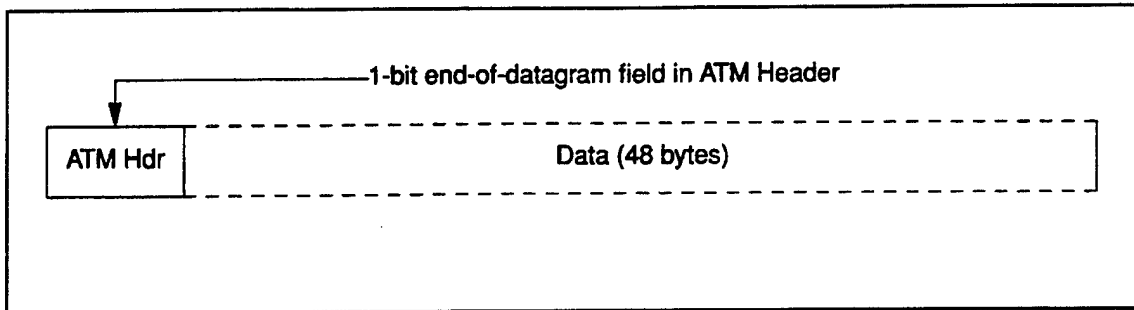 1-bit end-of-datagram field in ATM Header
ATM Hdr
Data (48 bytes)